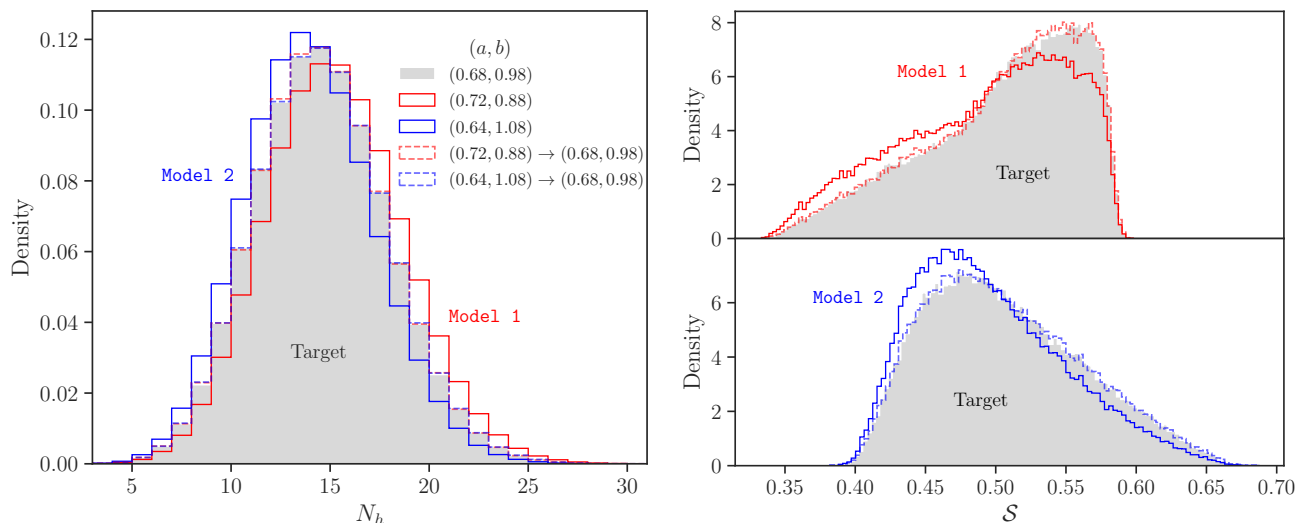 Density
0.12
0.10
0.08
0.06
0.04
0.02
0.00
5
10
15
20
25
30
N_h
(a, b)
(0.68, 0.98)
(0.72, 0.88)
(0.64, 1.08)
(0.72, 0.88) → (0.68, 0.98)
(0.64, 1.08) → (0.68, 0.98)
Model 2
Model 1
Target
Density
8
6
4
2
0
Model 1
Target
Density
6
4
2
0
Model 2
Target
0.35
0.40
0.45
0.50
0.55
0.60
0.65
0.70
𝒮